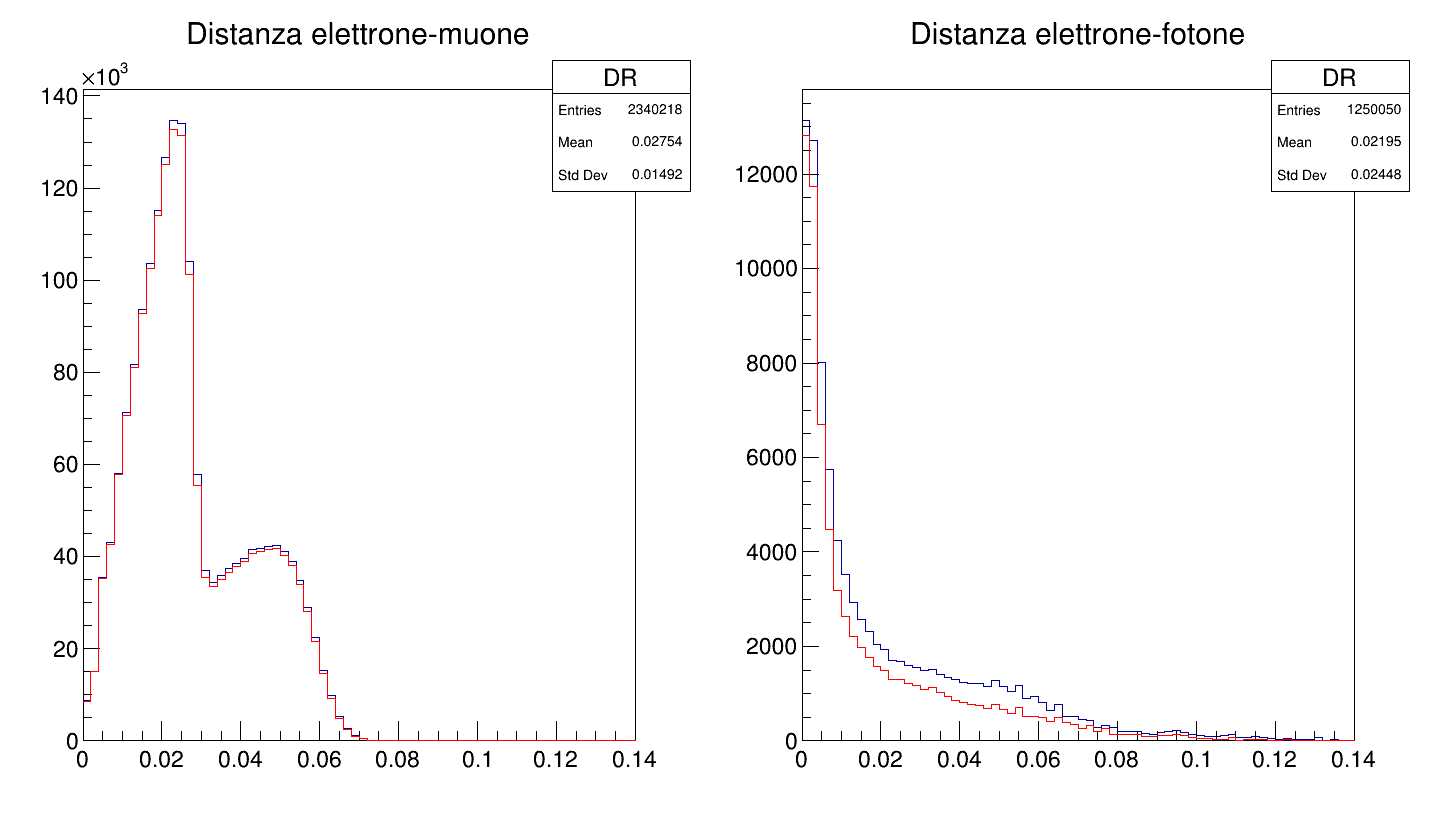 Distanza elettrone-muone
×10³
140
120
100
80
60
40
20
0
0 0.02 0.04 0.06 0.08 0.1 0.12 0.14
DR
Entries 2340218
Mean 0.02754
Std Dev 0.01492
Distanza elettrone-fotone
12000
10000
8000
6000
4000
2000
0
0 0.02 0.04 0.06 0.08 0.1 0.12 0.14
DR
Entries 1250050
Mean 0.02195
Std Dev 0.02448